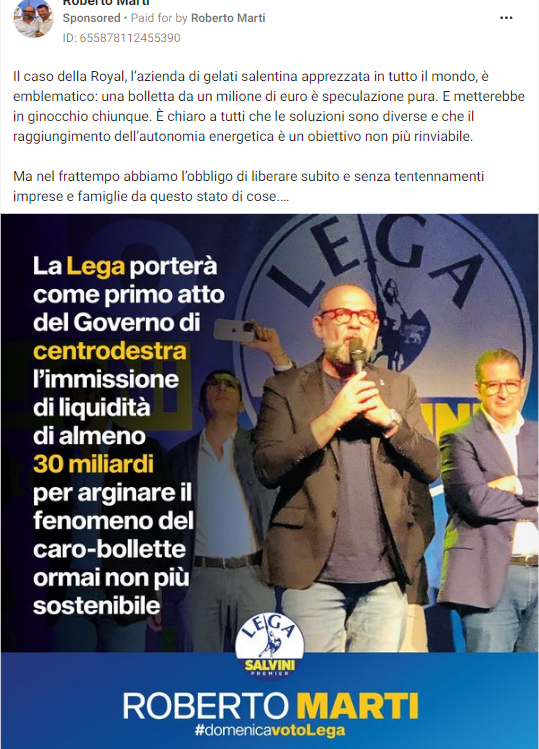 Roberto Marti
Sponsored • Paid for by Roberto Marti
ID: 655878112455390
Il caso della Royal, l'azienda di gelati salentina apprezzata in tutto il mondo, è
emblematico: una bolletta da un milione di euro è speculazione pura. E metterebbe
in ginocchio chiunque. È chiaro a tutti che le soluzioni sono diverse e che il
raggiungimento dell'autonomia energetica è un obiettivo non più rinviabile.
Ma nel frattempo abbiamo l'obbligo di liberare subito e senza tentennamenti
imprese e famiglie da questo stato di cose....
LEGA
SALVINI
La Lega porterà
come primo atto
del Governo di
centrodestra
l'immissione
di liquidità
di almeno
30 miliardi
per arginare il
fenomeno del
caro-bollette
ormai non più
sostenibile
LEGA
SALVINI
PREMIER
ROBERTO MARTI
#domenicavotoLega